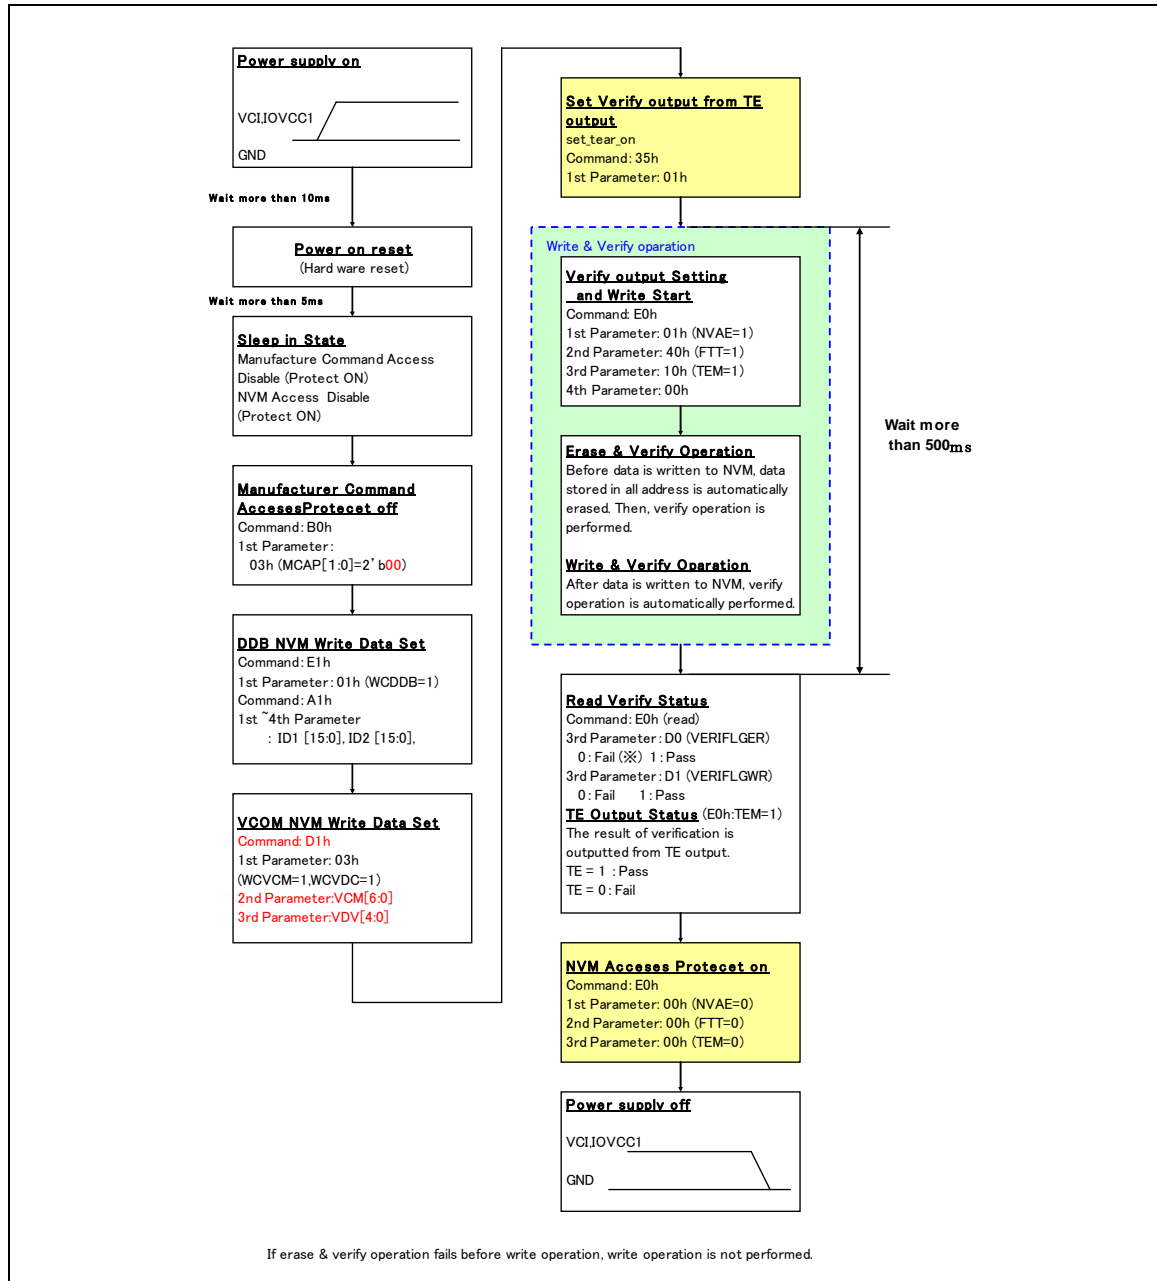 Power supply on
VCI,IOVCC1
GND
Wait more than 10ms
Power on reset
(Hard ware reset)
Wait more than 5ms
Sleep in State
Manufacture Command Access
Disable (Protect ON)
NVM Access Disable
(Protect ON)
Manufacturer Command
AccesesProtecet off
Command: B0h
1st Parameter:
03h (MCAP[1:0]=2'b00)
DDB NVM Write Data Set
Command: E1h
1st Parameter: 01h (WCDDB=1)
Command: A1h
1st ~4th Parameter
: ID1 [15:0], ID2 [15:0],
VCOM NVM Write Data Set
Command: D1h
1st Parameter: 03h
(WCVCM=1,WCVDC=1)
2nd Parameter:VCM[6:0]
3rd Parameter:VDV[4:0]
Set Verify output from TE
output
set_tear_on
Command: 35h
1st Parameter: 01h
Write & Verify oparation
Verify output Setting
and Write Start
Command: E0h
1st Parameter: 01h (NVAE=1)
2nd Parameter: 40h (FTT=1)
3rd Parameter: 10h (TEM=1)
4th Parameter: 00h
Erase & Verify Operation
Before data is written to NVM, data
stored in all address is automatically
erased. Then, verify operation is
performed.
Write & Verify Oparation
After data is written to NVM, verify
operation is automatically performed.
Wait more
than 500ms
Read Verify Status
Command: E0h (read)
3rd Parameter: D0 (VERIFLGER)
0: Fail (※) 1: Pass
3rd Parameter: D1 (VERIFLGWR)
0: Fail 1: Pass
TE Output Status (E0h:TEM=1)
The result of verification is
outputted from TE output.
TE = 1 : Pass
TE = 0 : Fail
NVM Acceses Protecet on
Command: E0h
1st Parameter: 00h (NVAE=0)
2nd Parameter: 00h (FTT=0)
3rd Parameter: 00h (TEM=0)
Power supply off
VCI,IOVCC1
GND
If erase & verify operation fails before write operation, write operation is not performed.